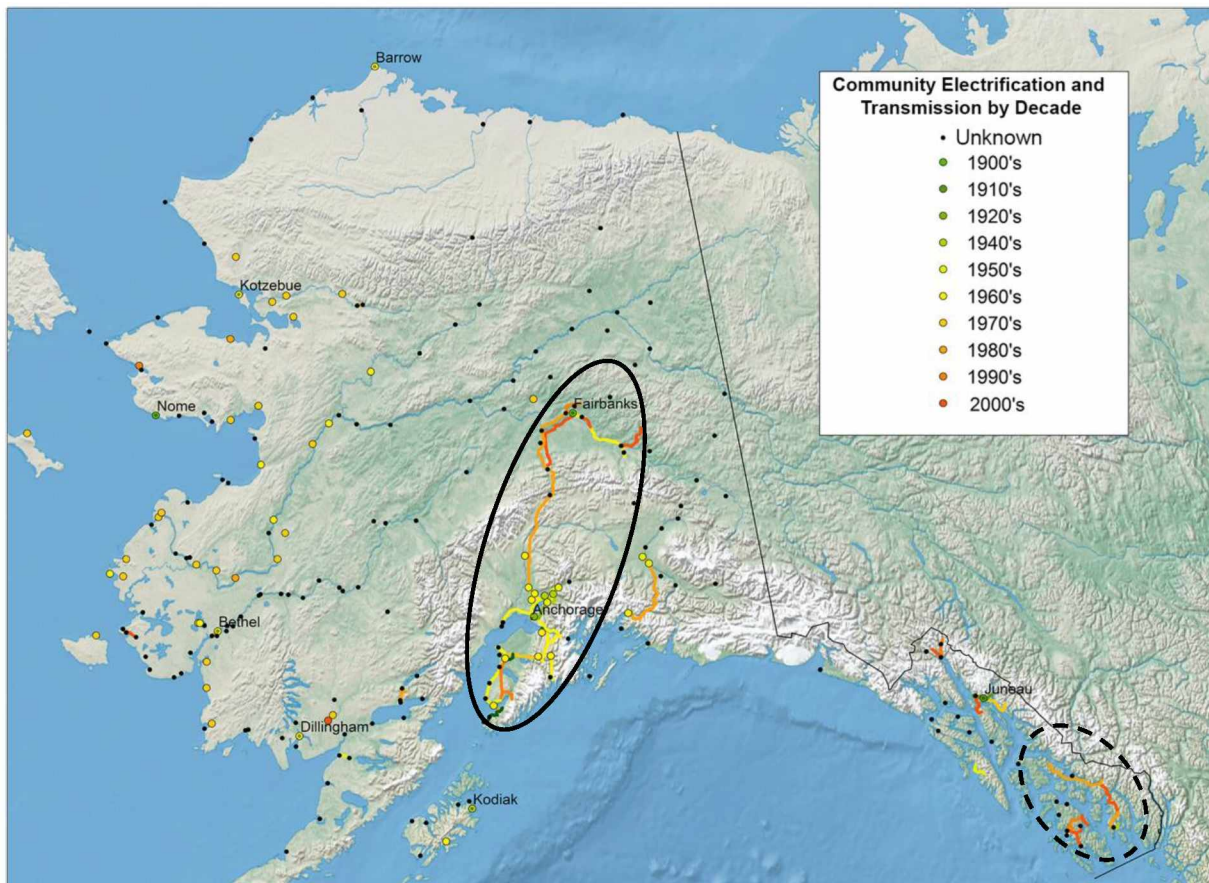 Barrow
Community Electrification and
Transmission by Decade
Unknown
1900's
1910's
1920's
1940's
1950's
1960's
1970's
1980's
1990's
2000's
Kotzebue
Nome
Fairbanks
Anchorage
Bethel
Juneau
Dillingham
Kodiak